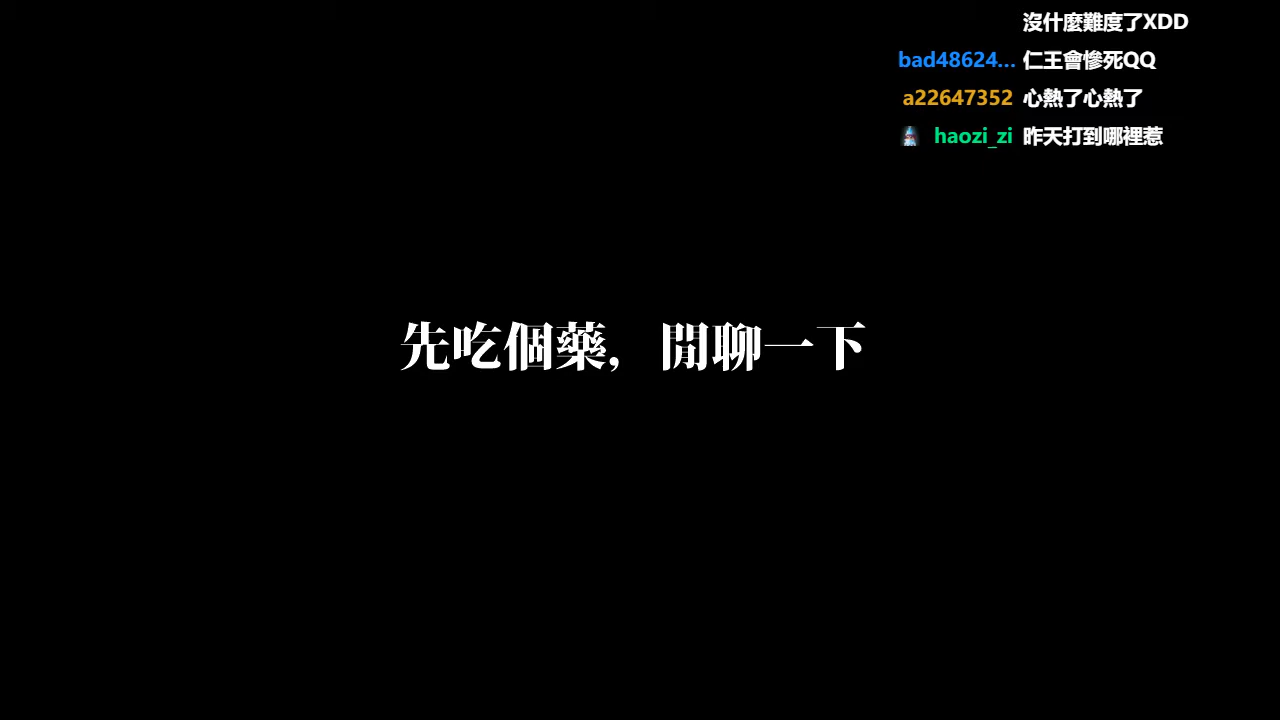 沒什麼難度了XDD
bad48624... 仁王會慘死QQ
a22647352 心熱了心熱了
haozi_zi 昨天打到哪裡惹
先吃個藥，閒聊一下